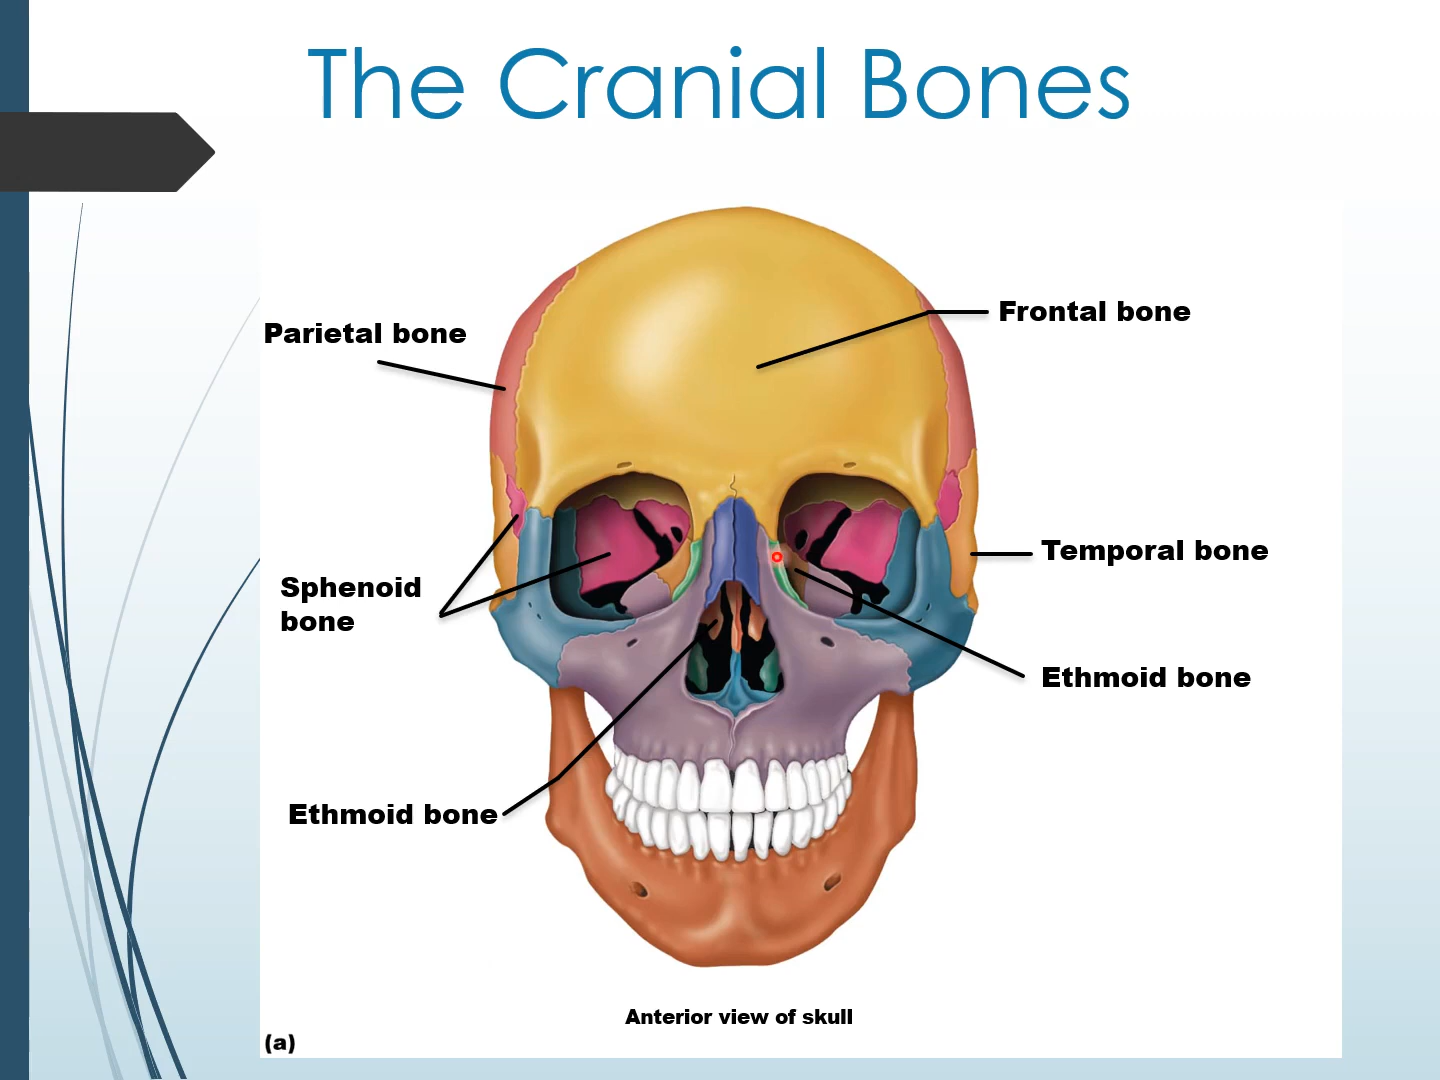 The Cranial Bones
Parietal bone
Frontal bone
Temporal bone
Sphenoid
bone
Ethmoid bone
Ethmoid bone
Anterior view of skull
(a)